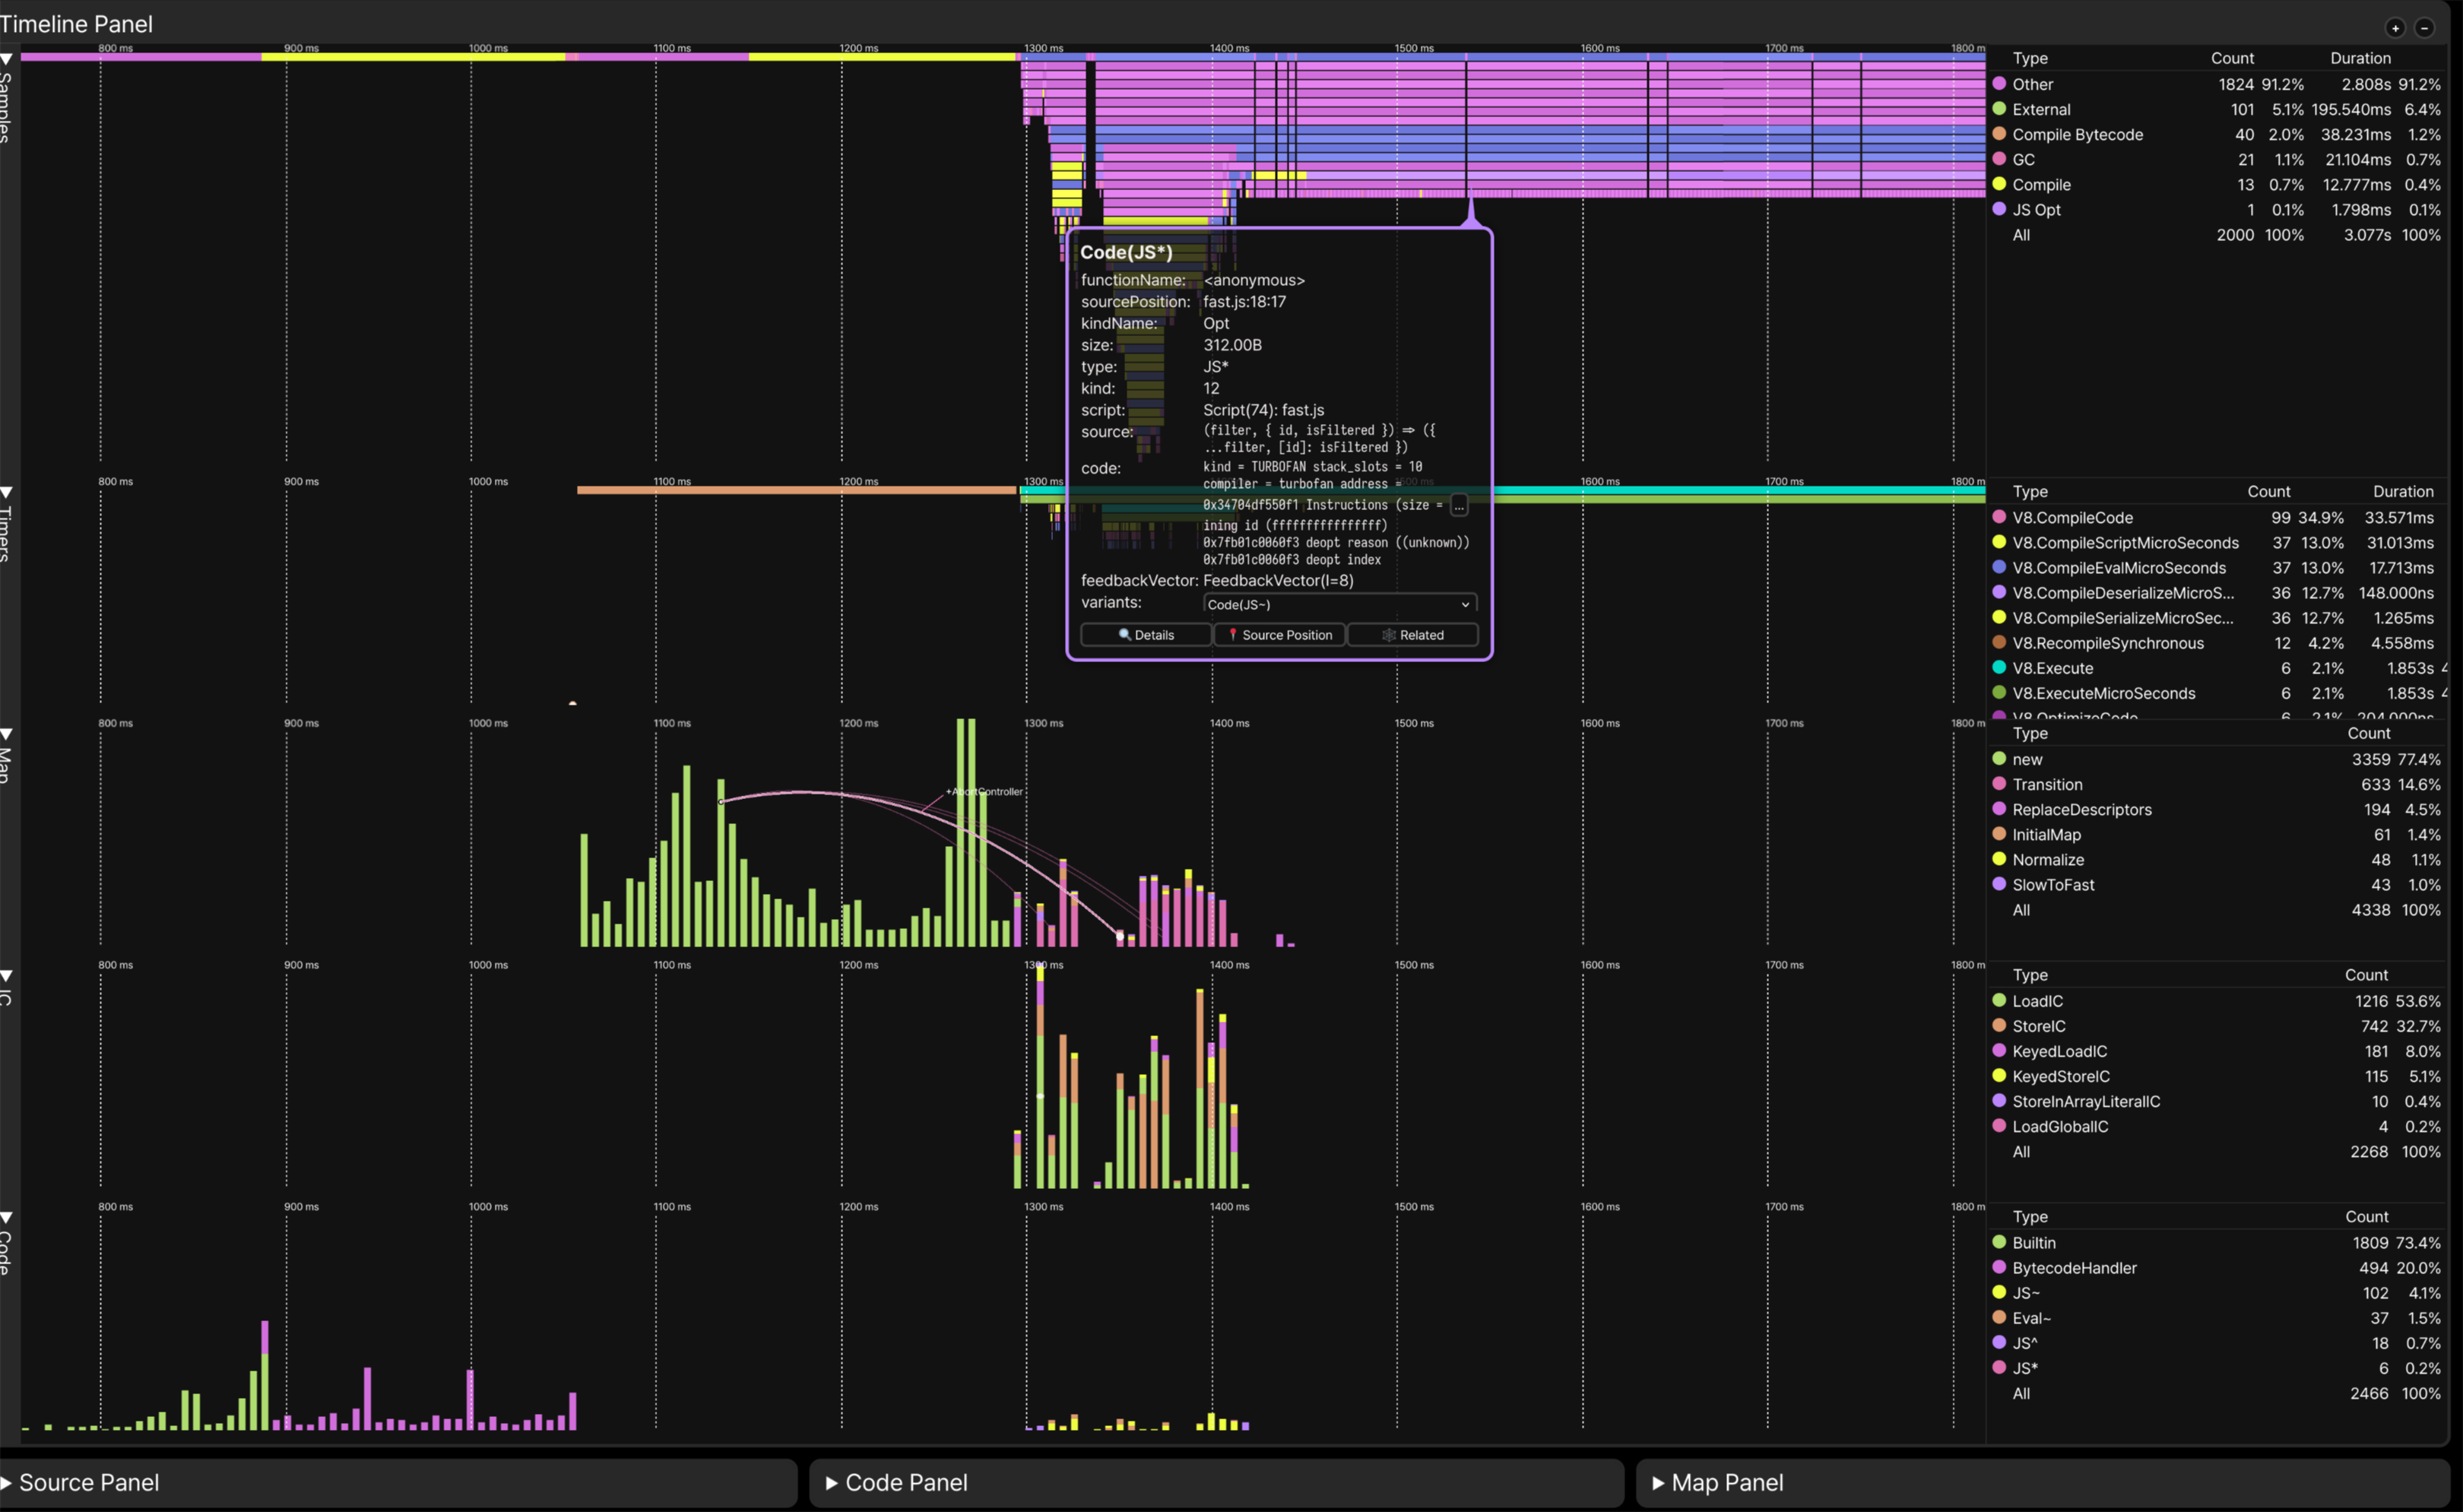 Timeline Panel
+ −
Samples
800 ms 900 ms 1000 ms 1100 ms 1200 ms 1300 ms 1400 ms 1500 ms 1600 ms 1700 ms 1800 m
Type Count Duration
Other 1824 91.2% 2.808s 91.2%
External 101 5.1% 195.540ms 6.4%
Compile Bytecode 40 2.0% 38.231ms 1.2%
GC 21 1.1% 21.104ms 0.7%
Compile 13 0.7% 12.777ms 0.4%
JS Opt 1 0.1% 1.798ms 0.1%
All 2000 100% 3.077s 100%
Code(JS*)
functionName: <anonymous>
sourcePosition: fast.js:18:17
kindName: Opt
size: 312.00B
type: JS*
kind: 12
script: Script(74): fast.js
source: (filter, { id, isFiltered }) => ({
...filter, [id]: isFiltered })
code: kind = TURBOFAN stack_slots = 10
compiler = turbofan address =
0x34704df550f1 Instructions (size = ...
ining id (ffffffffffffffff)
0x7fb01c0060f3 deopt reason ((unknown))
0x7fb01c0060f3 deopt index
feedbackVector: FeedbackVector(l=8)
variants: Code(JS~)
Details Source Position Related
Timers
800 ms 900 ms 1000 ms 1100 ms 1200 ms 1300 ms 1400 ms 1600 ms 1700 ms 1800 m
Type Count Duration
V8.CompileCode 99 34.9% 33.571ms
V8.CompileScriptMicroSeconds 37 13.0% 31.013ms
V8.CompileEvalMicroSeconds 37 13.0% 17.713ms
V8.CompileDeserializeMicroS... 36 12.7% 148.000ns
V8.CompileSerializeMicroSec... 36 12.7% 1.265ms
V8.RecompileSynchronous 12 4.2% 4.558ms
V8.Execute 6 2.1% 1.853s 4
V8.ExecuteMicroSeconds 6 2.1% 1.853s 4
V8.OptimizeCode 6 2.1% 204.000ns
Map
800 ms 900 ms 1000 ms 1100 ms 1200 ms 1300 ms 1400 ms 1500 ms 1600 ms 1700 ms 1800 m
+AbortController
Type Count
new 3359 77.4%
Transition 633 14.6%
ReplaceDescriptors 194 4.5%
InitialMap 61 1.4%
Normalize 48 1.1%
SlowToFast 43 1.0%
All 4338 100%
IC
800 ms 900 ms 1000 ms 1100 ms 1200 ms 1300 ms 1400 ms 1500 ms 1600 ms 1700 ms 1800 m
Type Count
LoadIC 1216 53.6%
StoreIC 742 32.7%
KeyedLoadIC 181 8.0%
KeyedStoreIC 115 5.1%
StoreInArrayLiteralIC 10 0.4%
LoadGlobalIC 4 0.2%
All 2268 100%
Code
800 ms 900 ms 1000 ms 1100 ms 1200 ms 1300 ms 1400 ms 1500 ms 1600 ms 1700 ms 1800 m
Type Count
Builtin 1809 73.4%
BytecodeHandler 494 20.0%
JS~ 102 4.1%
Eval~ 37 1.5%
JS^ 18 0.7%
JS* 6 0.2%
All 2466 100%
Source Panel
Code Panel
Map Panel